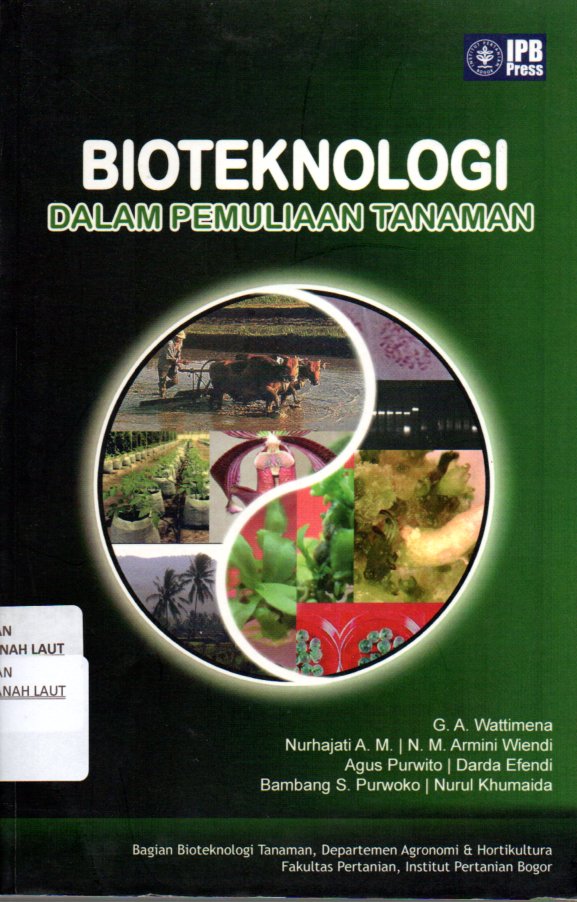 IPB
Press
BIOTEKNOLOGI
DALAM PEMULIAAN TANAMAN
AN
NAH LAUT
AN
ANAH LAUT
G. A. Wattimena
Nurhajati A. M. | N. M. Armini Wiendi
Agus Purwito | Darda Efendi
Bambang S. Purwoko | Nurul Khumaida
Bagian Bioteknologi Tanaman, Departemen Agronomi & Hortikultura
Fakultas Pertanian, Institut Pertanian Bogor